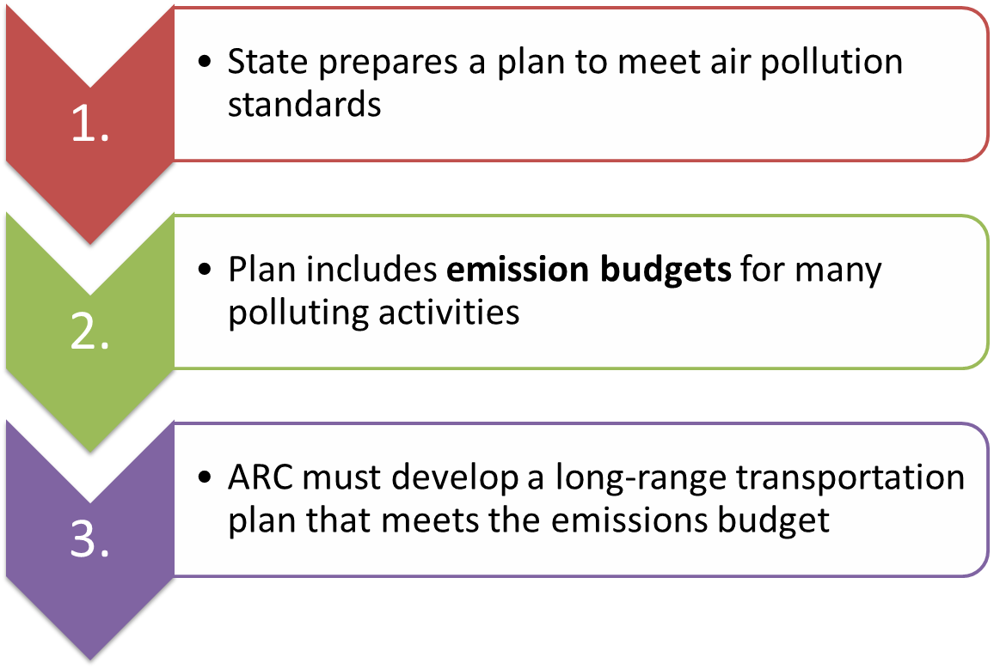 1.
• State prepares a plan to meet air pollution
standards
2.
• Plan includes emission budgets for many
polluting activities
3.
• ARC must develop a long-range transportation
plan that meets the emissions budget